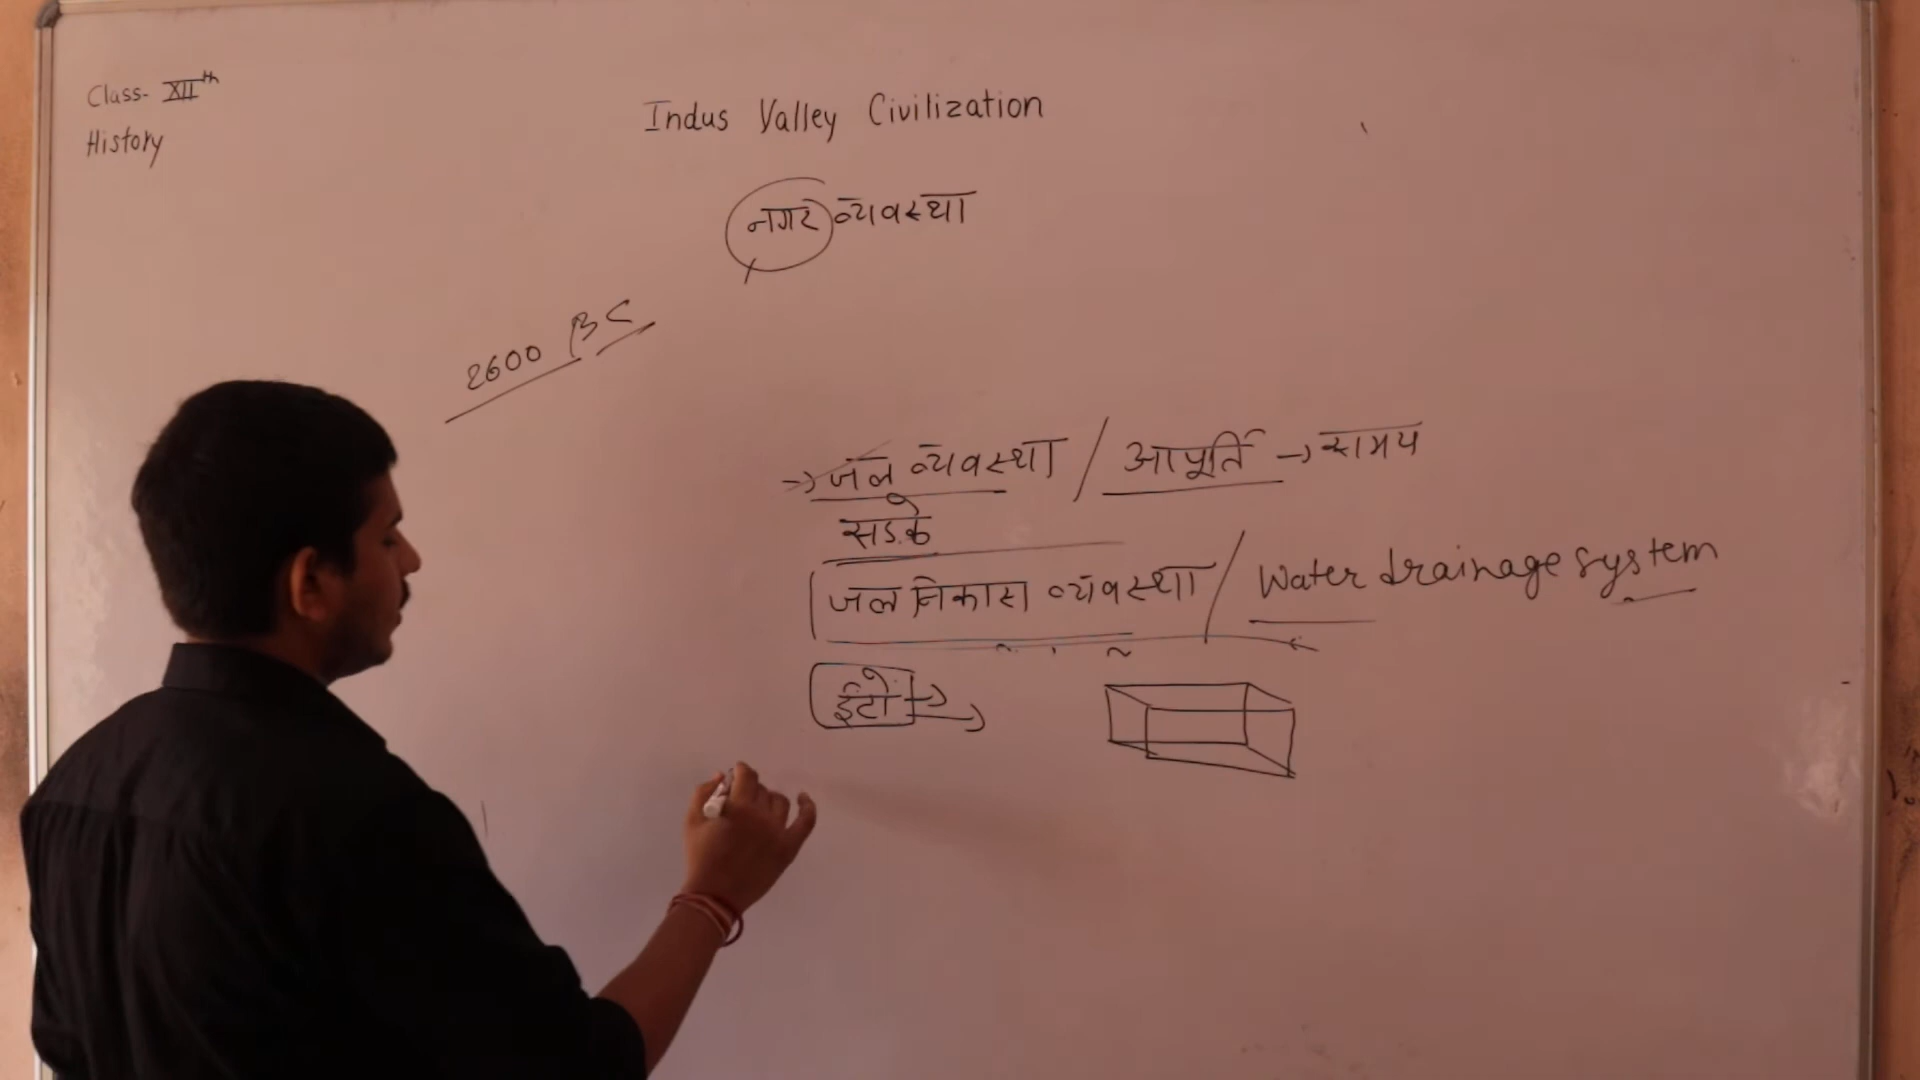 Class- XIIth
History
Indus Valley Civilization
नगर व्यवस्था
2600 BC
→ जल व्यवस्था / आपूर्ति → समय
सड़के
जल निकास व्यवस्था / Water drainage system
ईंटो